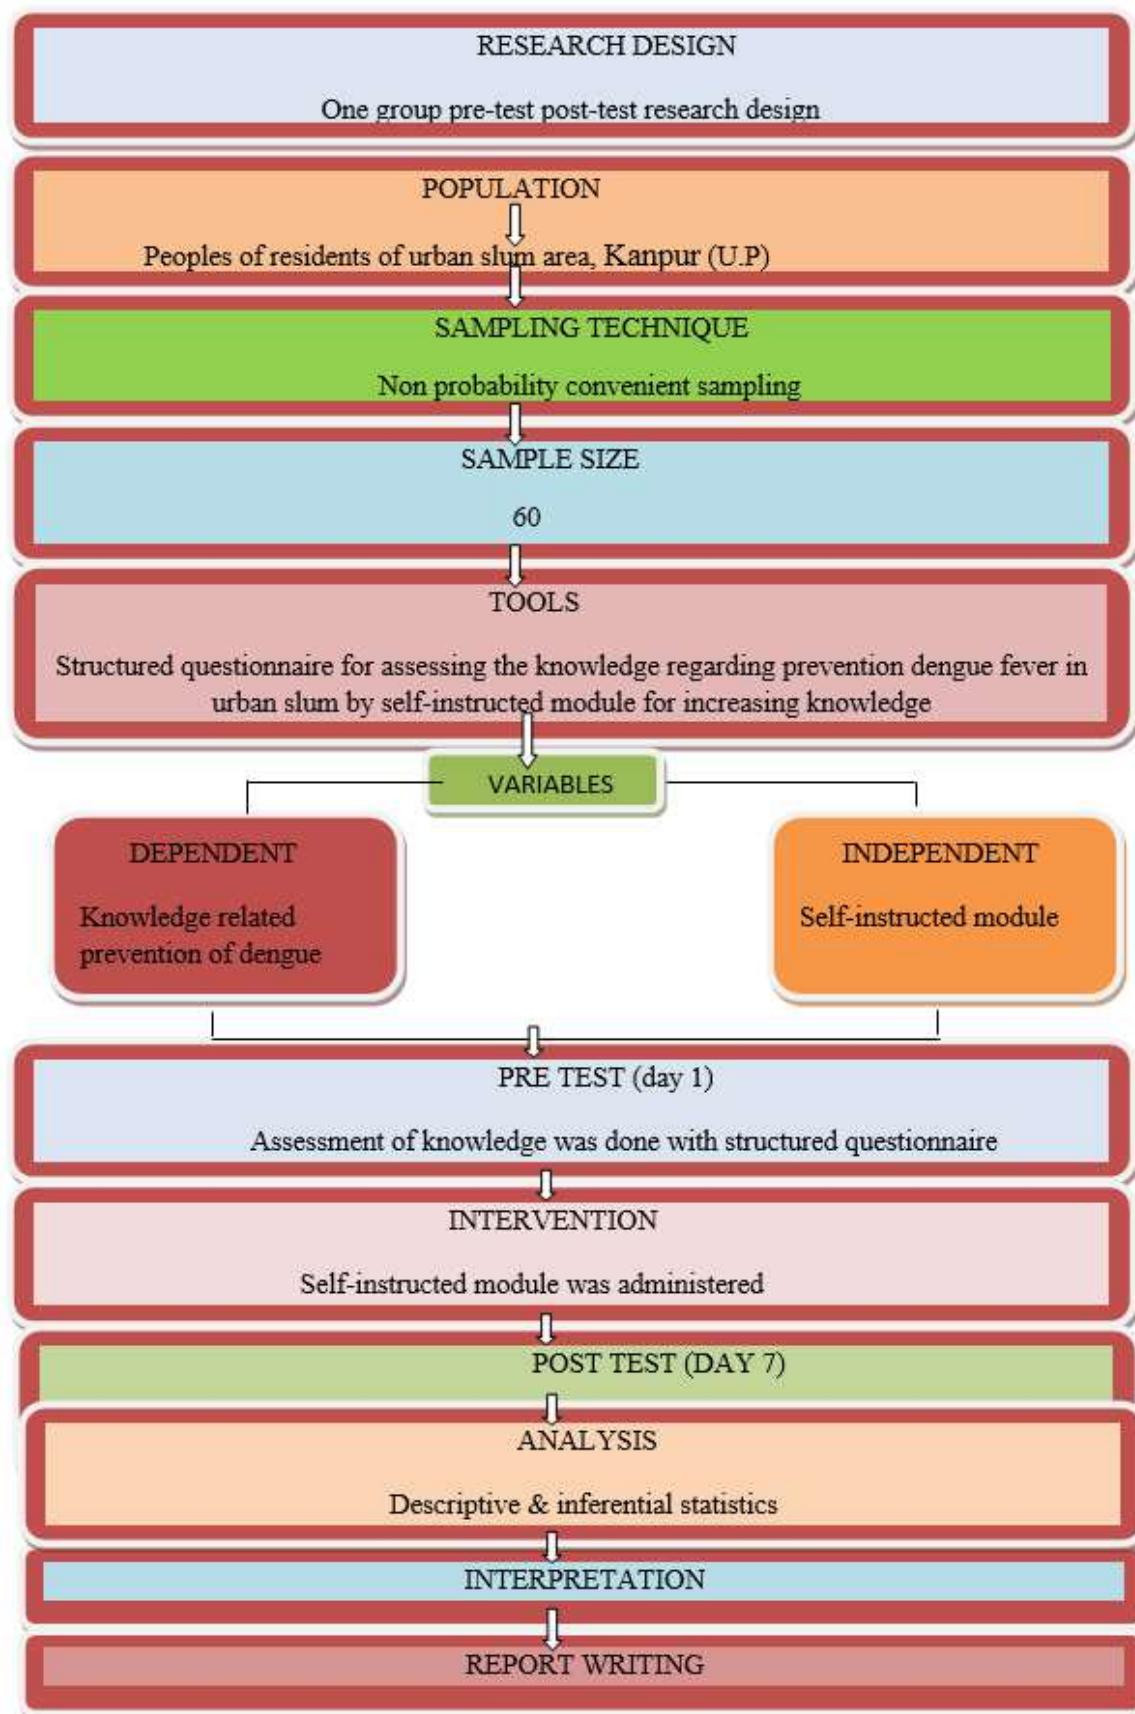 RESEARCH DESIGN
One group pre-test post-test research design
POPULATION
Peoples of residents of urban slum area, Kanpur (U.P)
SAMPLING TECHNIQUE
Non probability convenient sampling
SAMPLE SIZE
60
TOOLS
Structured questionnaire for assessing the knowledge regarding prevention dengue fever in
urban slum by self-instructed module for increasing knowledge
VARIABLES
DEPENDENT
Knowledge related
prevention of dengue
INDEPENDENT
Self-instructed module
PRE TEST (day 1)
Assessment of knowledge was done with structured questionnaire
INTERVENTION
Self-instructed module was administered
POST TEST (DAY 7)
ANALYSIS
Descriptive & inferential statistics
INTERPRETATION
REPORT WRITING